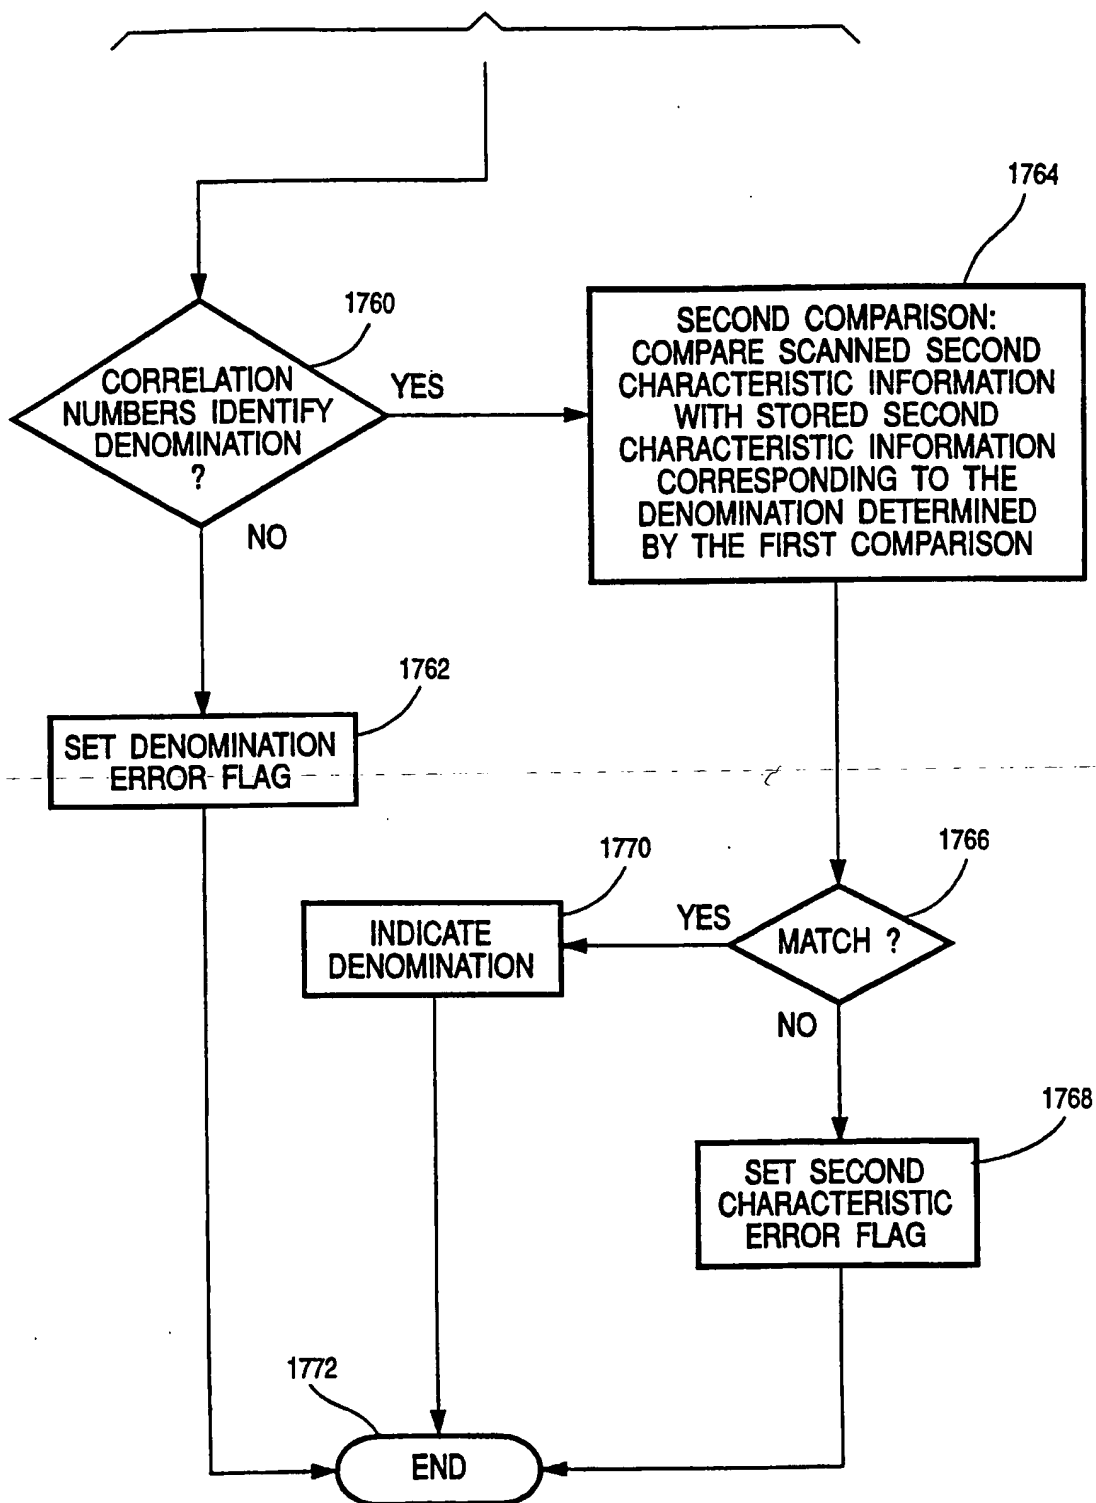 1764
SECOND COMPARISON:
COMPARE SCANNED SECOND
CHARACTERISTIC INFORMATION
WITH STORED SECOND
CHARACTERISTIC INFORMATION
CORRESPONDING TO THE
DENOMINATION DETERMINED
BY THE FIRST COMPARISON
1760
CORRELATION
NUMBERS IDENTIFY
DENOMINATION
?
YES
NO
1762
SET DENOMINATION
ERROR FLAG
1766
MATCH ?
YES
NO
1770
INDICATE
DENOMINATION
1768
SET SECOND
CHARACTERISTIC
ERROR FLAG
1772
END